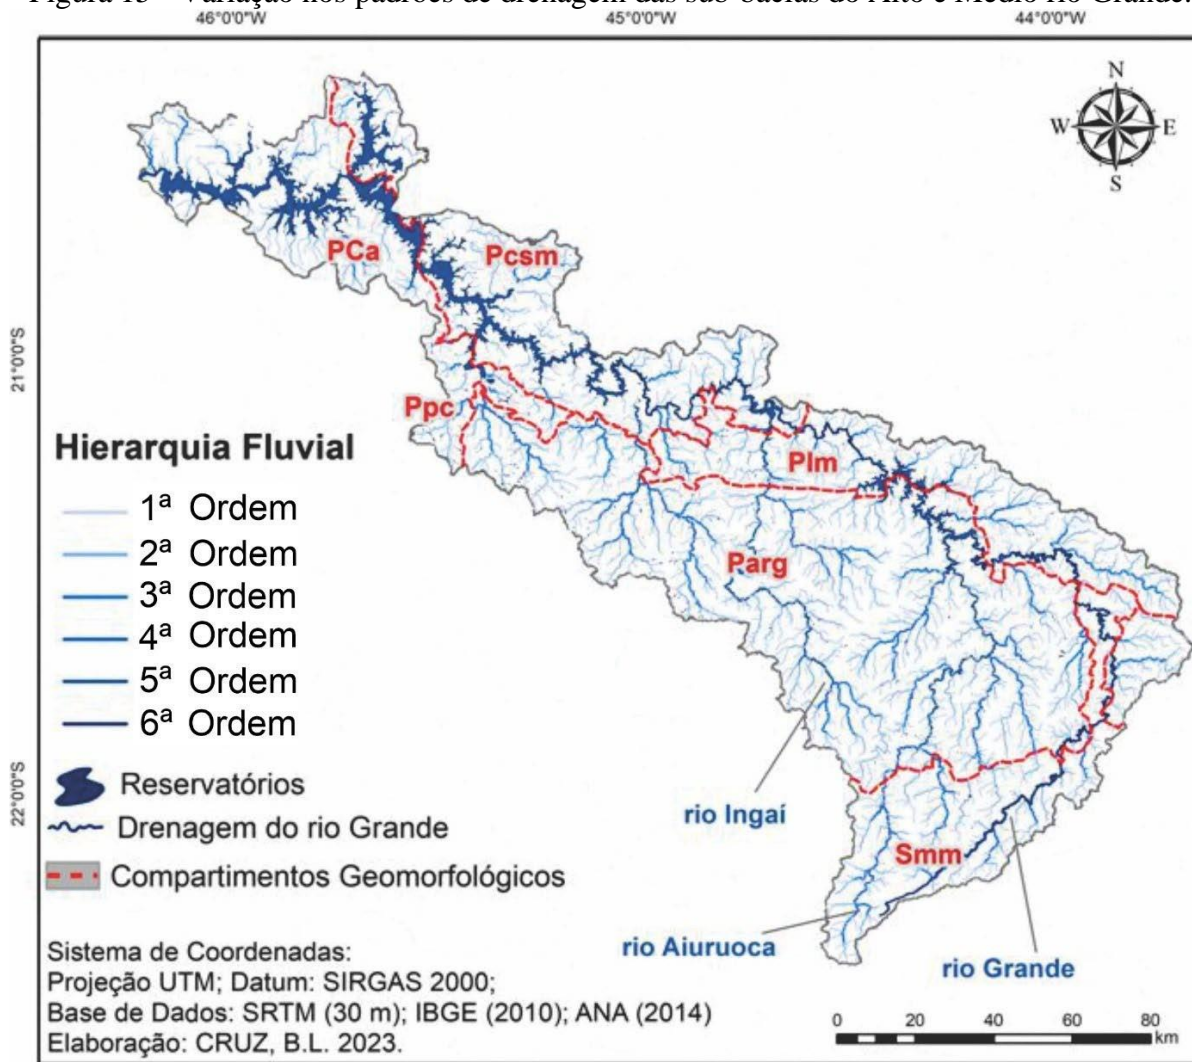 Figura 13 – Variação nos padrões de drenagem das sub-bacias do Alto e Médio rio Grande.
46°0'0"W
45°0'0"W
44°0'0"W
N
W
E
S
PCa
Pcsm
21°0'0"S
Ppc
Hierarquia Fluvial
Plm
1ª Ordem
2ª Ordem
Parg
3ª Ordem
4ª Ordem
5ª Ordem
6ª Ordem
Reservatórios
22°0'0"S
rio Ingaí
Drenagem do rio Grande
Smm
Compartimentos Geomorfológicos
rio Aiuruoca
rio Grande
Sistema de Coordenadas:
Projeção UTM; Datum: SIRGAS 2000;
Base de Dados: SRTM (30 m); IBGE (2010); ANA (2014)
Elaboração: CRUZ, B.L. 2023.
0 20 40 60 80
km